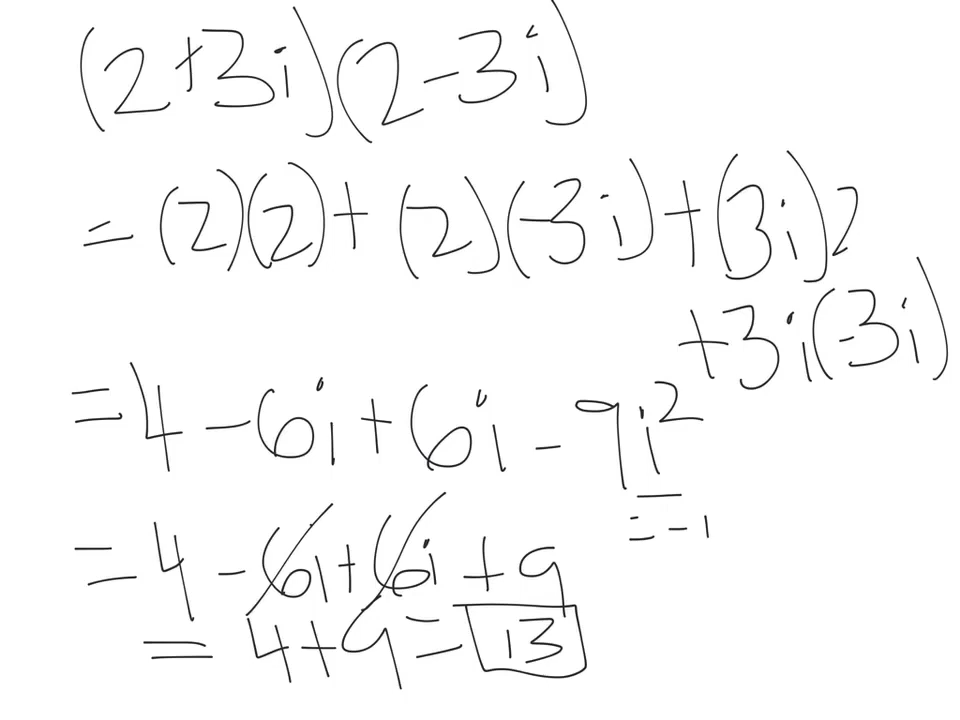 (2+3i)(2-3i)
= (2)(2) + (2)(-3i) + (3i)2
+3i(-3i)
= 4 - 6i + 6i - 9i²
= -1
= 4 - 6i + 6i + 9
= 4+9 = 13